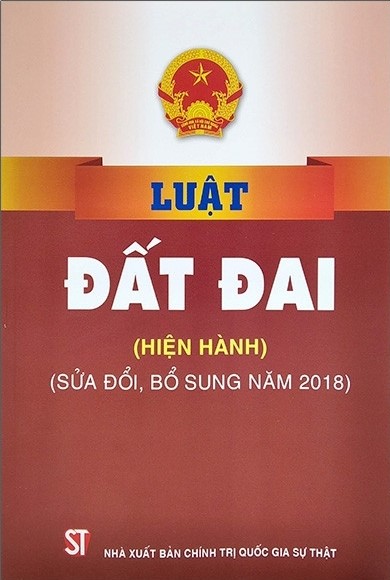 LUẬT
ĐẤT ĐAI
(HIỆN HÀNH)
(SỬA ĐỔI, BỔ SUNG NĂM 2018)
ST NHÀ XUẤT BẢN CHÍNH TRỊ QUỐC GIA SỰ THẬT